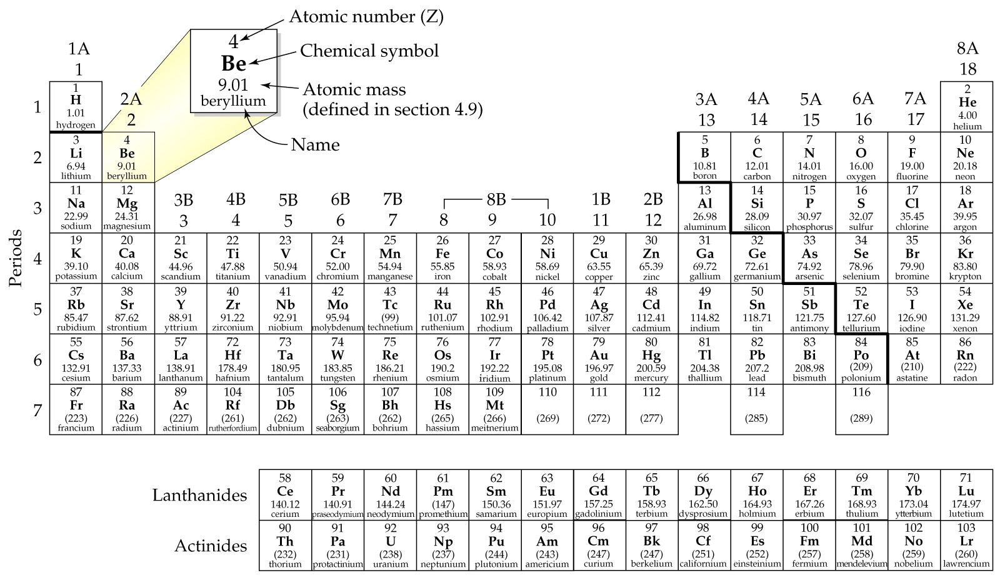 Atomic number (Z)
4
Be
9.01
beryllium
Chemical symbol
Atomic mass
(defined in section 4.9)
Name
1A 8A
1 18
2A 3A 4A 5A 6A 7A
2 13 14 15 16 17
3B 4B 5B 6B 7B 8B 1B 2B
3 4 5 6 7 8 9 10 11 12
Periods
1
1 2
H He
1.01 4.00
hydrogen helium
2
3 4 5 6 7 8 9 10
Li Be B C N O F Ne
6.94 9.01 10.81 12.01 14.01 16.00 19.00 20.18
lithium beryllium boron carbon nitrogen oxygen fluorine neon
3
11 12 13 14 15 16 17 18
Na Mg Al Si P S Cl Ar
22.99 24.31 26.98 28.09 30.97 32.07 35.45 39.95
sodium magnesium aluminum silicon phosphorus sulfur chlorine argon
4
19 20 21 22 23 24 25 26 27 28 29 30 31 32 33 34 35 36
K Ca Sc Ti V Cr Mn Fe Co Ni Cu Zn Ga Ge As Se Br Kr
39.10 40.08 44.96 47.88 50.94 52.00 54.94 55.85 58.93 58.69 63.55 65.39 69.72 72.61 74.92 78.96 79.90 83.80
potassium calcium scandium titanium vanadium chromium manganese iron cobalt nickel copper zinc gallium germanium arsenic selenium bromine krypton
5
37 38 39 40 41 42 43 44 45 46 47 48 49 50 51 52 53 54
Rb Sr Y Zr Nb Mo Tc Ru Rh Pd Ag Cd In Sn Sb Te I Xe
85.47 87.62 88.91 91.22 92.91 95.94 (99) 101.07 102.91 106.42 107.87 112.41 114.82 118.71 121.75 127.60 126.90 131.29
rubidium strontium yttrium zirconium niobium molybdenum technetium ruthenium rhodium palladium silver cadmium indium tin antimony tellurium iodine xenon
6
55 56 57 72 73 74 75 76 77 78 79 80 81 82 83 84 85 86
Cs Ba La Hf Ta W Re Os Ir Pt Au Hg Tl Pb Bi Po At Rn
132.91 137.33 138.91 178.49 180.95 183.85 186.21 190.2 192.22 195.08 196.97 200.59 204.38 207.2 208.98 (209) (210) (222)
cesium barium lanthanum hafnium tantalum tungsten rhenium osmium iridium platinum gold mercury thallium lead bismuth polonium astatine radon
7
87 88 89 104 105 106 107 108 109 110 111 112 114 116
Fr Ra Ac Rf Db Sg Bh Hs Mt
(223) (226) (227) (261) (262) (263) (262) (265) (266) (269) (272) (277) (285) (289)
francium radium actinium rutherfordium dubnium seaborgium bohrium hassium meitnerium
Lanthanides
58 59 60 61 62 63 64 65 66 67 68 69 70 71
Ce Pr Nd Pm Sm Eu Gd Tb Dy Ho Er Tm Yb Lu
140.12 140.91 144.24 (147) 150.36 151.97 157.25 158.93 162.50 164.93 167.26 168.93 173.04 174.97
cerium praseodymium neodymium promethium samarium europium gadolinium terbium dysprosium holmium erbium thulium ytterbium lutetium
Actinides
90 91 92 93 94 95 96 97 98 99 100 101 102 103
Th Pa U Np Pu Am Cm Bk Cf Es Fm Md No Lr
(232) (231) (238) (237) (244) (243) (247) (247) (251) (252) (257) (258) (259) (260)
thorium protactinium uranium neptunium plutonium americium curium berkelium californium einsteinium fermium mendelevium nobelium lawrencium